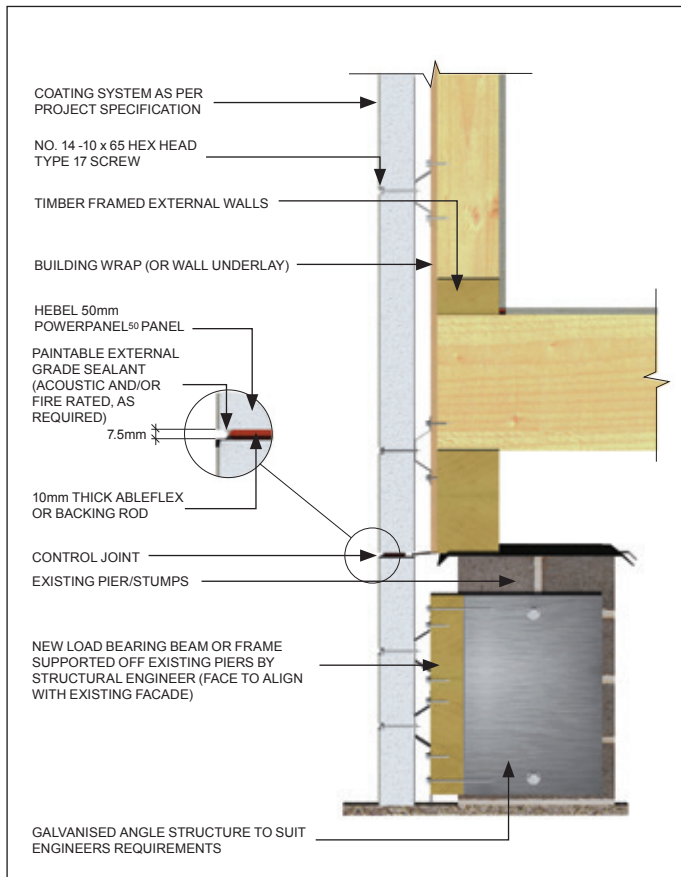 COATING SYSTEM AS PER
PROJECT SPECIFICATION
NO. 14 -10 x 65 HEX HEAD
TYPE 17 SCREW
TIMBER FRAMED EXTERNAL WALLS
BUILDING WRAP (OR WALL UNDERLAY)
HEBEL 50mm
POWERPANEL⁵⁰ PANEL
PAINTABLE EXTERNAL
GRADE SEALANT
(ACOUSTIC AND/OR
FIRE RATED, AS
REQUIRED)
7.5mm
10mm THICK ABLEFLEX
OR BACKING ROD
CONTROL JOINT
EXISTING PIER/STUMPS
NEW LOAD BEARING BEAM OR FRAME
SUPPORTED OFF EXISTING PIERS BY
STRUCTURAL ENGINEER (FACE TO ALIGN
WITH EXISTING FACADE)
GALVANISED ANGLE STRUCTURE TO SUIT
ENGINEERS REQUIREMENTS